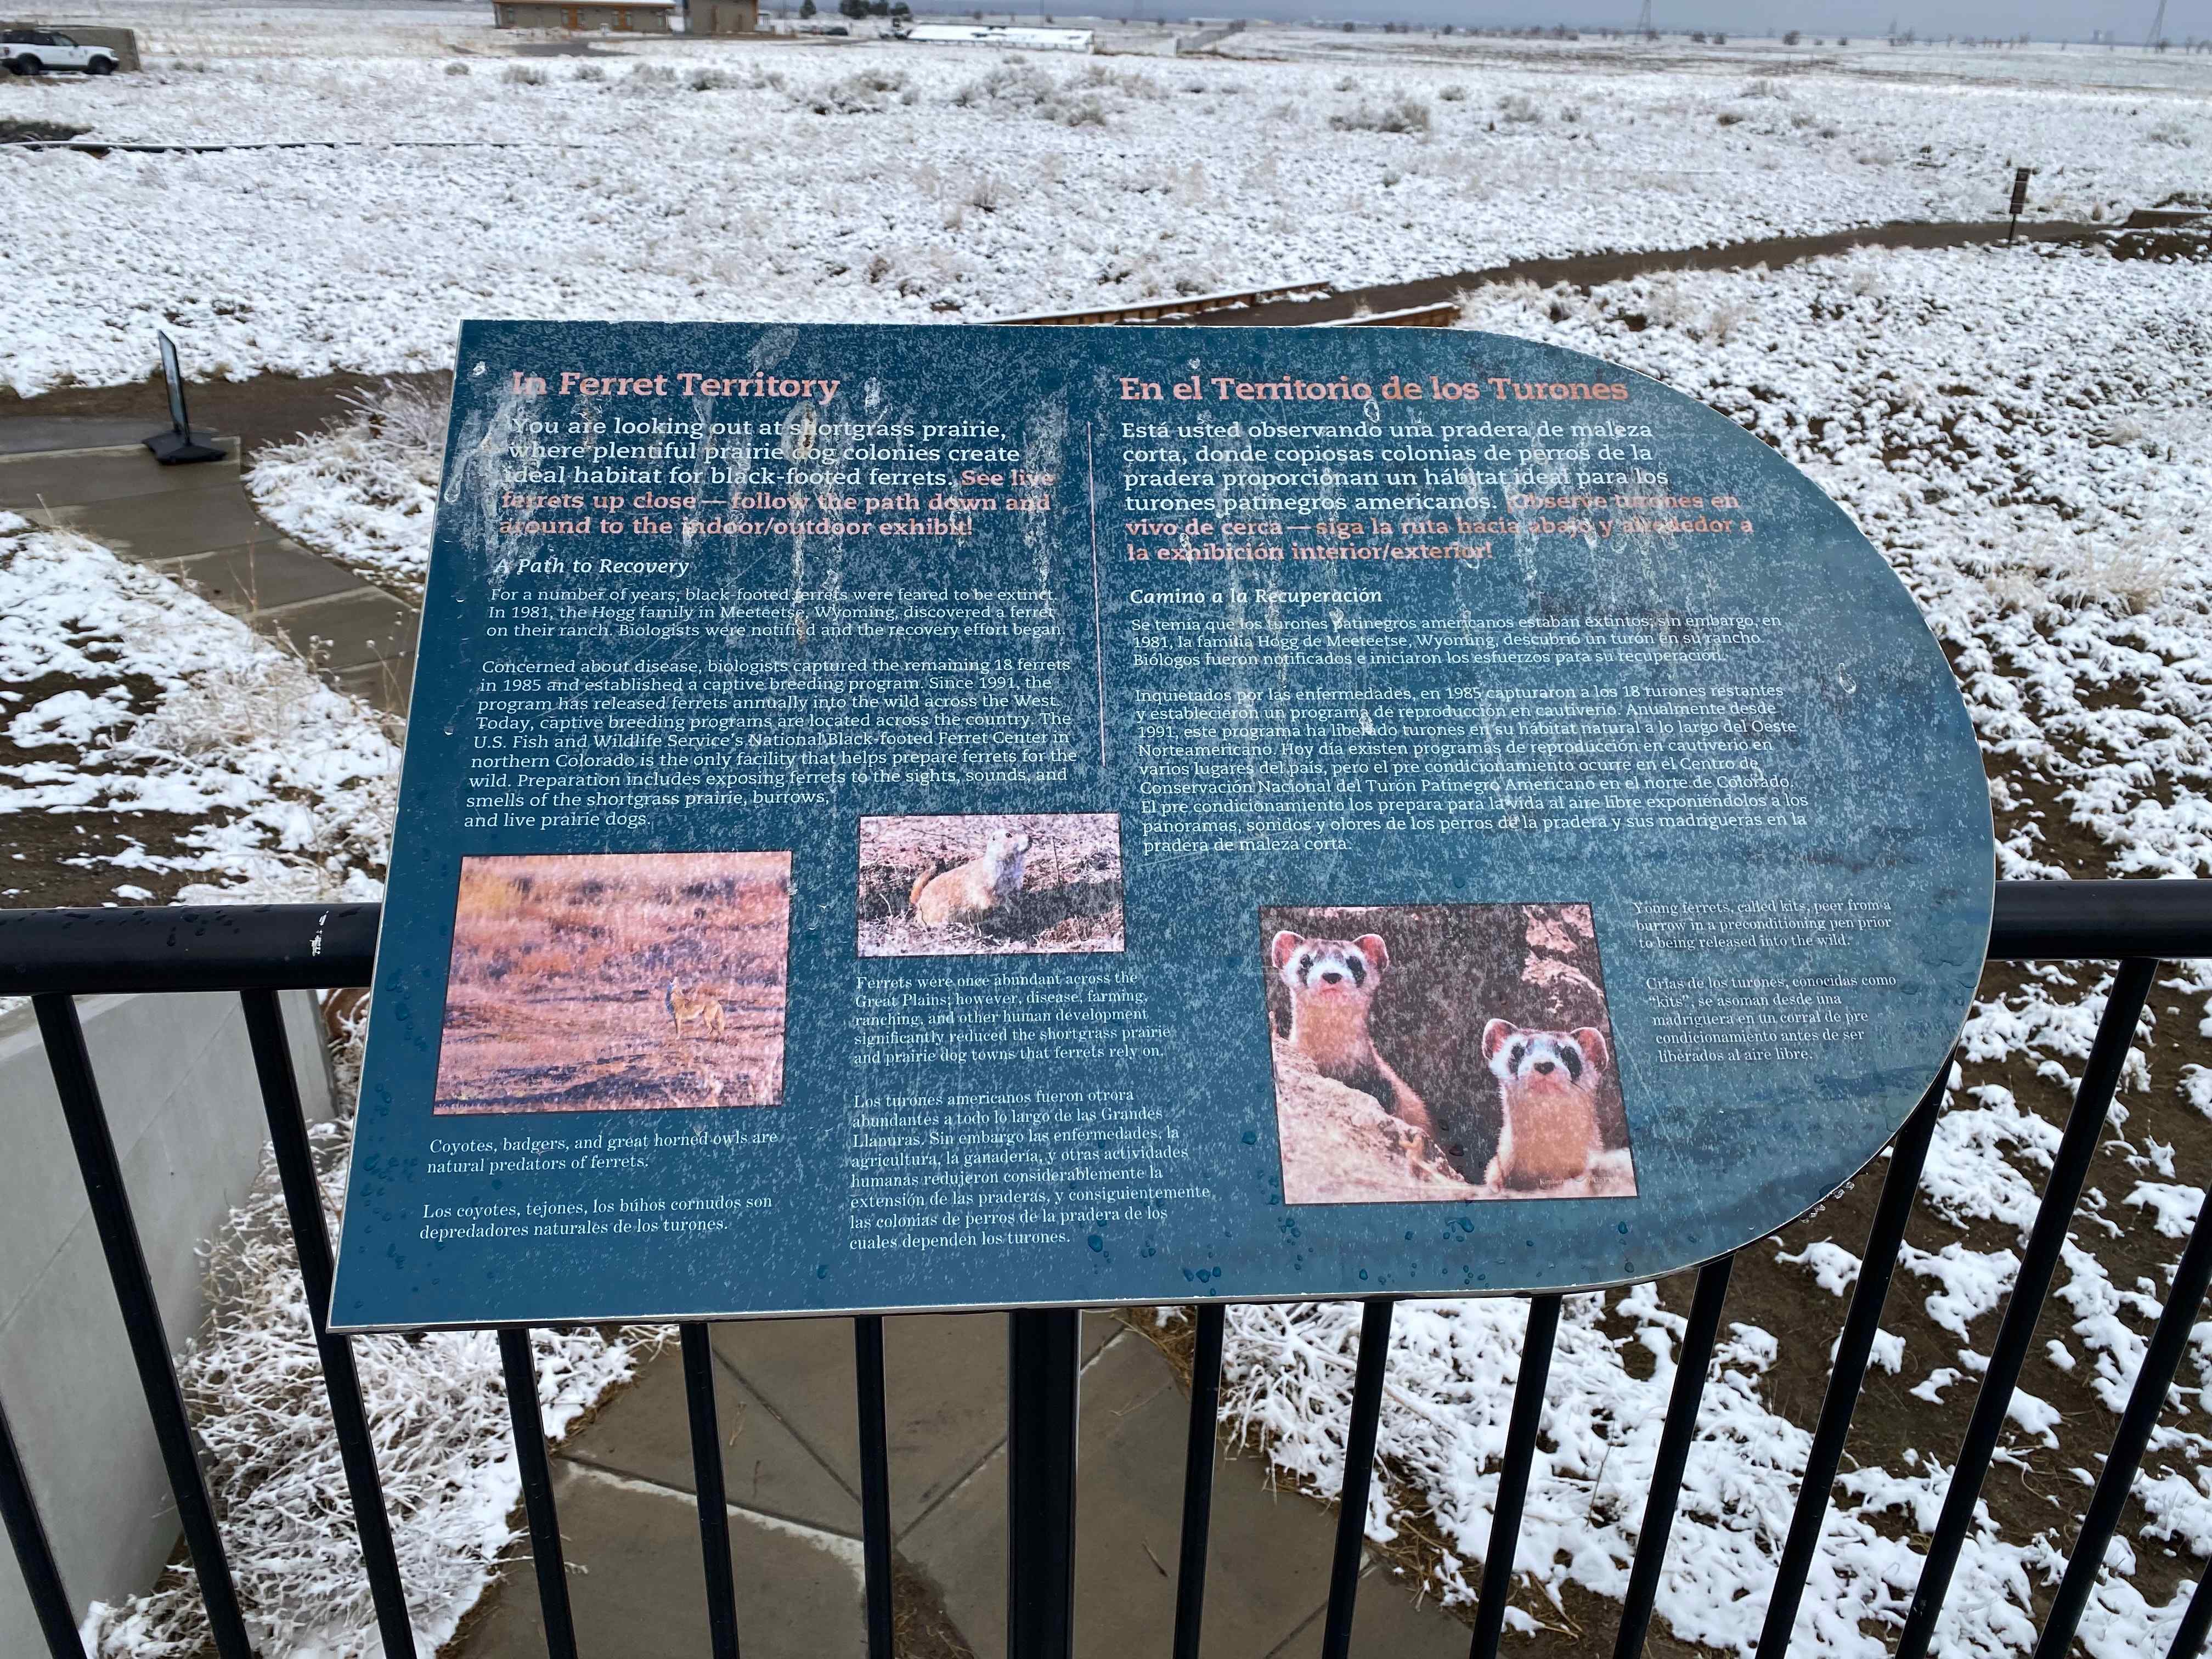 In Ferret Territory
You are looking out at shortgrass prairie,
where plentiful prairie dog colonies create
ideal habitat for black-footed ferrets. See live
ferrets up close — follow the path down and
around to the indoor/outdoor exhibit!
A Path to Recovery
For a number of years, black-footed ferrets were feared to be extinct.
In 1981, the Hogg family in Meeteetse, Wyoming, discovered a ferret
on their ranch. Biologists were notified and the recovery effort began.
Concerned about disease, biologists captured the remaining 18 ferrets
in 1985 and established a captive breeding program. Since 1991, the
program has released ferrets annually into the wild across the West.
Today, captive breeding programs are located across the country. The
U.S. Fish and Wildlife Service's National Black-footed Ferret Center in
northern Colorado is the only facility that helps prepare ferrets for the
wild. Preparation includes exposing ferrets to the sights, sounds, and
smells of the shortgrass prairie, burrows,
and live prairie dogs.
En el Territorio de los Turones
Está usted observando una pradera de maleza
corta, donde copiosas colonias de perros de la
pradera proporcionan un hábitat ideal para los
turones patinegros americanos. ¡Observe turones en
vivo de cerca — siga la ruta hacia abajo y alrededor a
la exhibición interior/exterior!
Camino a la Recuperación
Se temía que los turones patinegros americanos estaban extintos; sin embargo, en
1981, la familia Hogg de Meeteetse, Wyoming, descubrió un turón en su rancho.
Biólogos fueron notificados e iniciaron los esfuerzos para su recuperación.
Inquietados por las enfermedades, en 1985 capturaron a los 18 turones restantes
y establecieron un programa de reproducción en cautiverio. Anualmente desde
1991, este programa ha liberado turones en su hábitat natural a lo largo del Oeste
Norteamericano. Hoy día existen programas de reproducción en cautiverio en
varios lugares del país, pero el pre condicionamiento ocurre en el Centro de
Conservación Nacional del Turón Patinegro Americano en el norte de Colorado.
El pre condicionamiento los prepara para la vida al aire libre exponiéndolos a los
panoramas, sonidos y olores de los perros de la pradera y sus madrigueras en la
pradera de maleza corta.
Coyotes, badgers, and great horned owls are
natural predators of ferrets.
Los coyotes, tejones, los búhos cornudos son
depredadores naturales de los turones.
Ferrets were once abundant across the
Great Plains; however, disease, farming,
ranching, and other human development
significantly reduced the shortgrass prairie
and prairie dog towns that ferrets rely on.
Los turones americanos fueron otrora
abundantes a todo lo largo de las Grandes
Llanuras. Sin embargo las enfermedades, la
agricultura, la ganadería, y otras actividades
humanas redujeron considerablemente la
extensión de las praderas, y consiguientemente
las colonias de perros de la pradera de los
cuales dependen los turones.
Young ferrets, called kits, peer from a
burrow in a preconditioning pen prior
to being released into the wild.
Crías de los turones, conocidas como
"kits", se asoman desde una
madriguera en un corral de pre
condicionamiento antes de ser
liberados al aire libre.